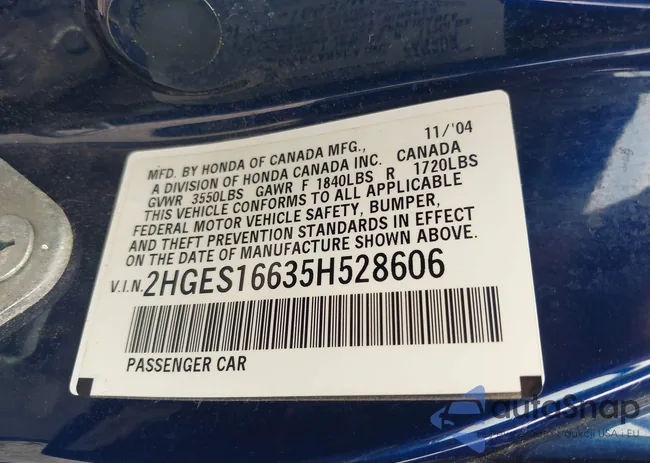 11/'04
MFD. BY HONDA OF CANADA MFG.,
A DIVISION OF HONDA CANADA INC. CANADA
GVWR 3550LBS GAWR F 1840LBS R 1720LBS
THIS VEHICLE CONFORMS TO ALL APPLICABLE
FEDERAL MOTOR VEHICLE SAFETY, BUMPER,
AND THEFT PREVENTION STANDARDS IN EFFECT
ON THE DATE OF MANUFACTURE SHOWN ABOVE.
V.I.N. 2HGES16635H528606
PASSENGER CAR
autoSnap